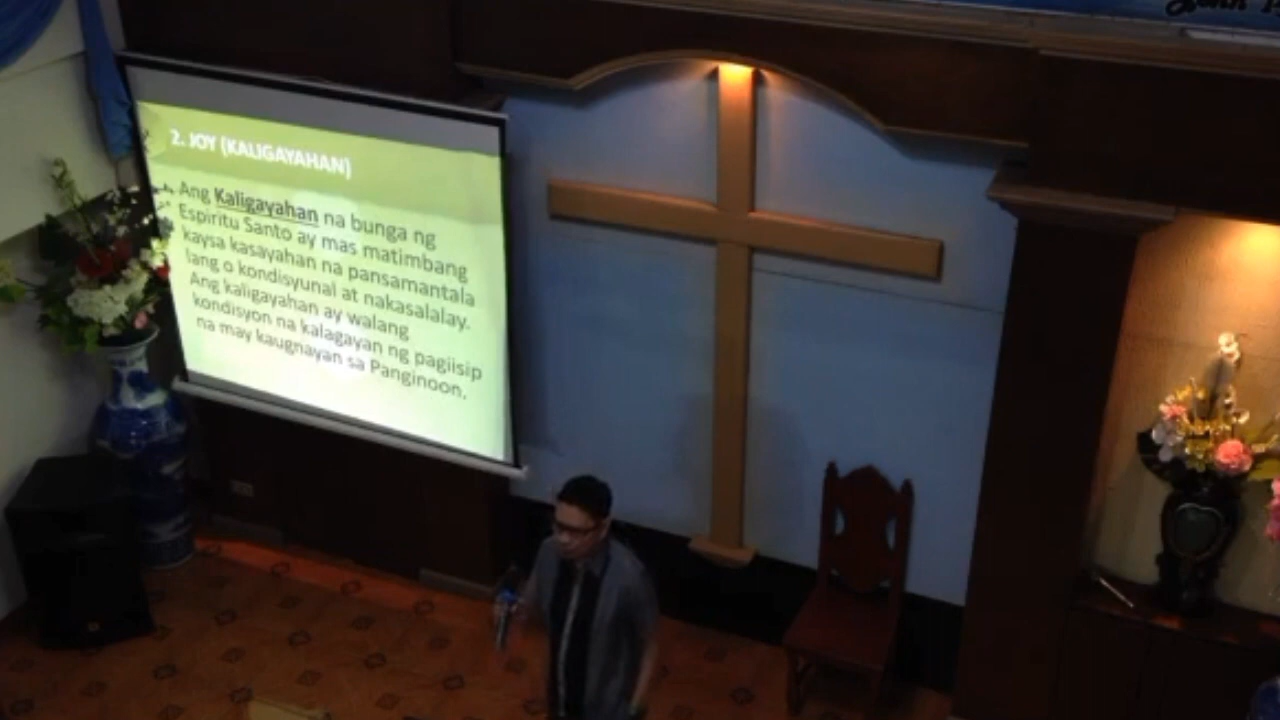 2. JOY (KALIGAYAHAN)
Ang Kaligayahan na bunga ng
Espiritu Santo ay mas matimbang
kaysa kasayahan na pansamantala
lang o kondisyunal at nakasalalay.
Ang kaligayahan ay walang
kondisyon na kalagayan ng pagiisip
na may kaugnayan sa Panginoon,